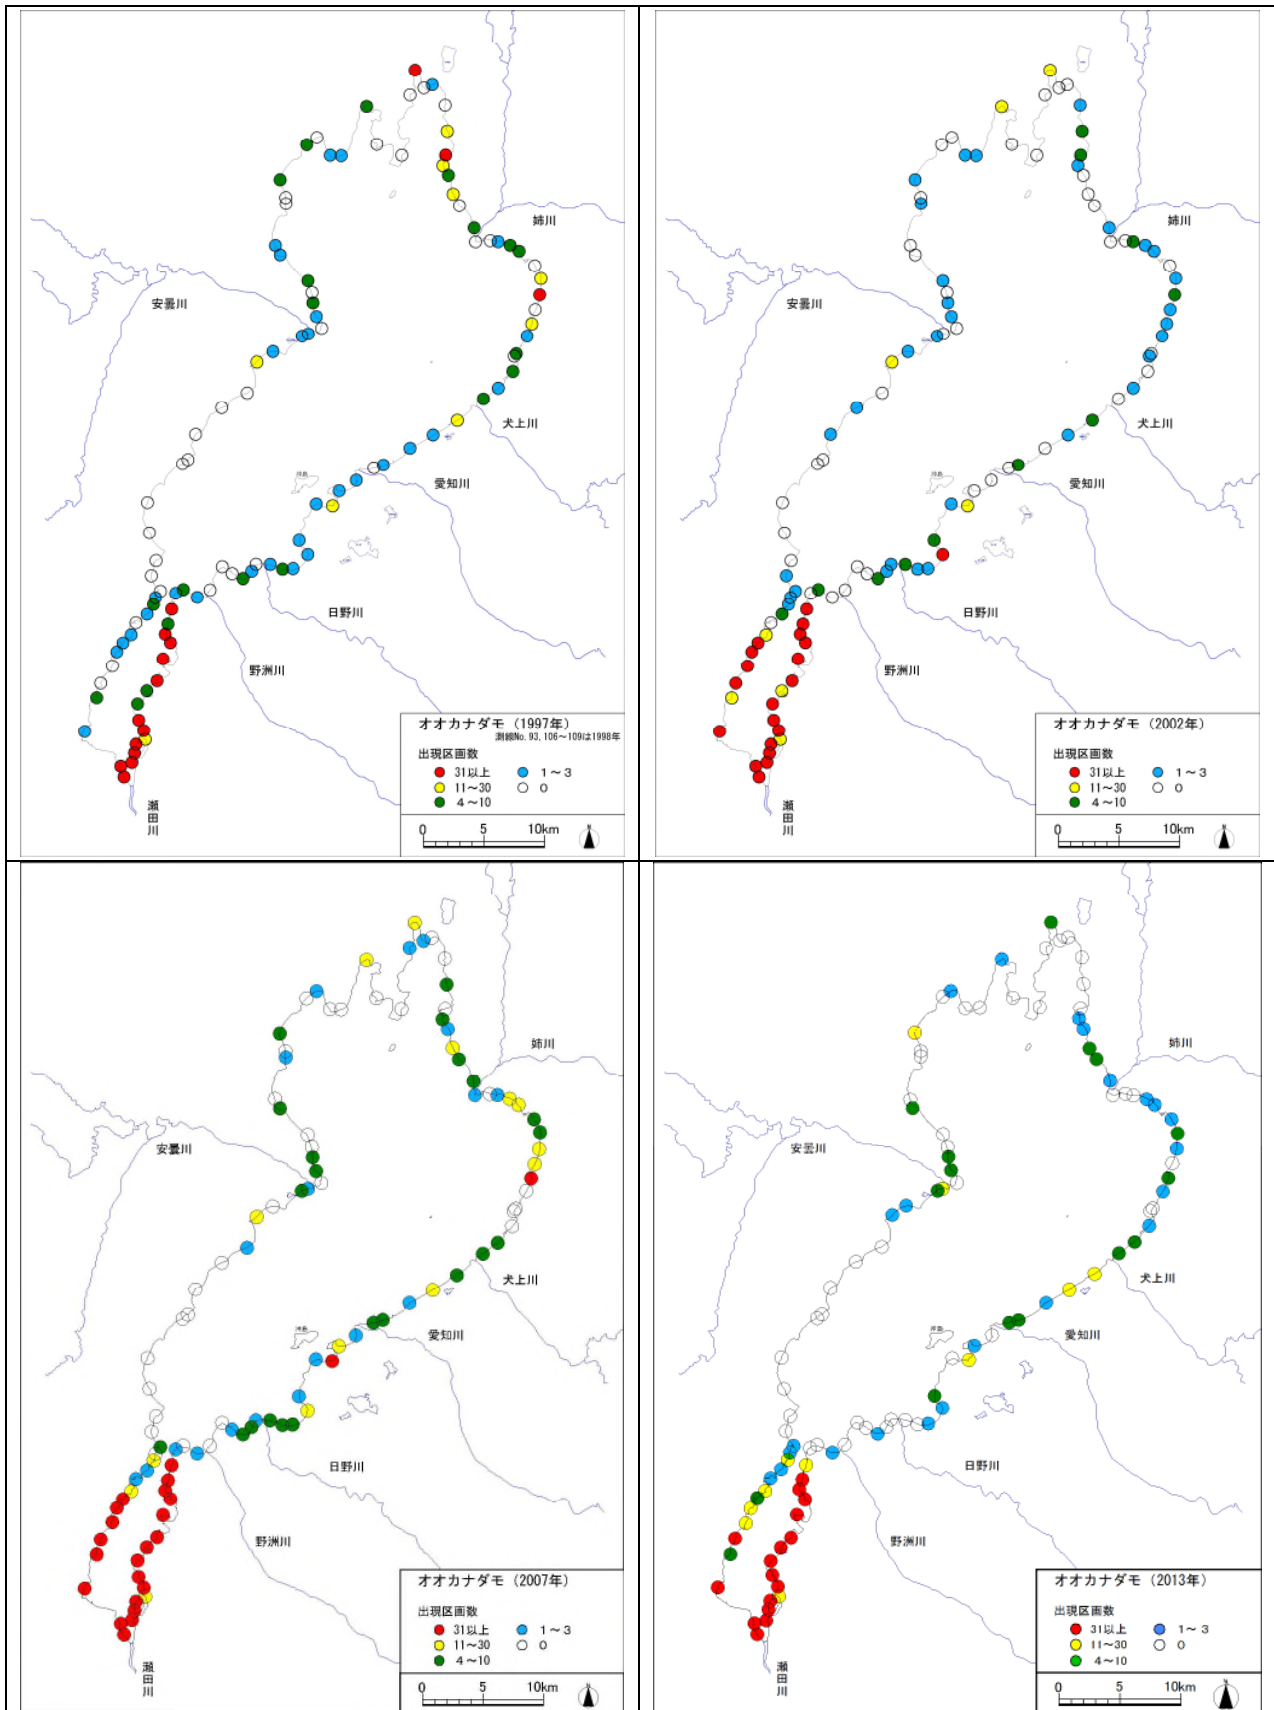 姉川
安曇川
犬上川
沖島
愛知川
日野川
野洲川
瀬田川
オオカナダモ（1997年）
測線No. 93, 106～109は1998年
出現区画数
31以上
1～3
11～30
0
4～10
0 5 10km
N
姉川
安曇川
犬上川
沖島
愛知川
日野川
野洲川
瀬田川
オオカナダモ（2002年）
出現区画数
31以上
1～3
11～30
0
4～10
0 5 10km
N
姉川
安曇川
犬上川
沖島
愛知川
日野川
野洲川
瀬田川
オオカナダモ（2007年）
出現区画数
31以上
1～3
11～30
0
4～10
0 5 10km
N
姉川
安曇川
犬上川
沖島
愛知川
日野川
野洲川
瀬田川
オオカナダモ（2013年）
出現区画数
31以上
1～3
11～30
0
4～10
0 5 10km
N